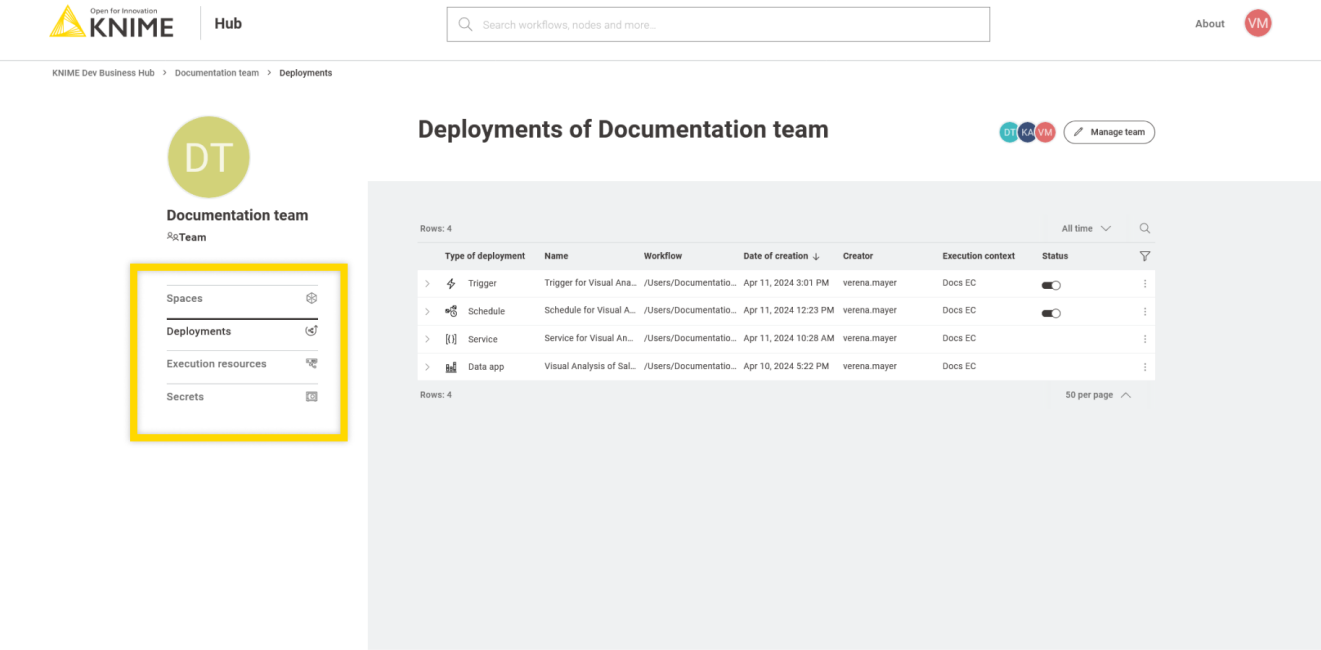 Open for Innovation
KNIME
Hub
Search workflows, nodes and more...
About
VM
KNIME Dev Business Hub > Documentation team > Deployments
DT
Documentation team
Team
Spaces
Deployments
Execution resources
Secrets
Deployments of Documentation team
DT KA VM
Manage team
Rows: 4
All time
Type of deployment Name Workflow Date of creation ↓ Creator Execution context Status
Trigger Trigger for Visual Ana... /Users/Documentatio... Apr 11, 2024 3:01 PM verena.mayer Docs EC
Schedule Schedule for Visual A... /Users/Documentatio... Apr 11, 2024 12:23 PM verena.mayer Docs EC
Service Service for Visual An... /Users/Documentatio... Apr 11, 2024 10:28 AM verena.mayer Docs EC
Data app Visual Analysis of Sal... /Users/Documentatio... Apr 10, 2024 5:22 PM verena.mayer Docs EC
Rows: 4
50 per page